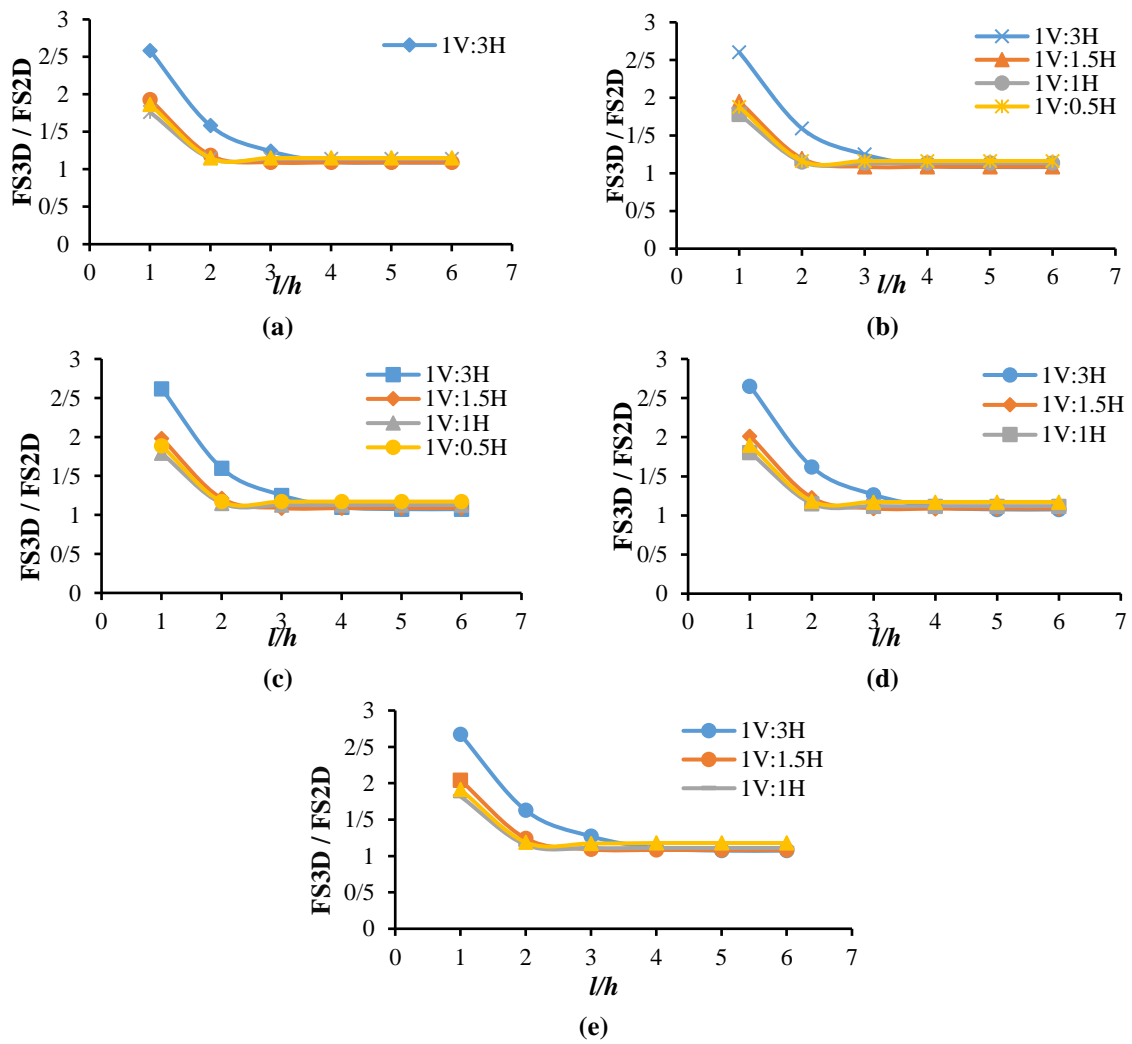 3
2/5
2
1/5
1
0/5
0
FS3D / FS2D
1V:3H
0 1 2 3 4 5 6 7
l/h
(a)
3
2/5
2
1/5
1
0/5
0
FS3D / FS2D
1V:3H
1V:1.5H
1V:1H
1V:0.5H
0 1 2 3 4 5 6 7
l/h
(b)
3
2/5
2
1/5
1
0/5
0
FS3D / FS2D
1V:3H
1V:1.5H
1V:1H
1V:0.5H
0 1 2 3 4 5 6 7
l/h
(c)
3
2/5
2
1/5
1
0/5
0
FS3D / FS2D
1V:3H
1V:1.5H
1V:1H
0 1 2 3 4 5 6 7
l/h
(d)
3
2/5
2
1/5
1
0/5
0
FS3D / FS2D
1V:3H
1V:1.5H
1V:1H
0 1 2 3 4 5 6 7
l/h
(e)